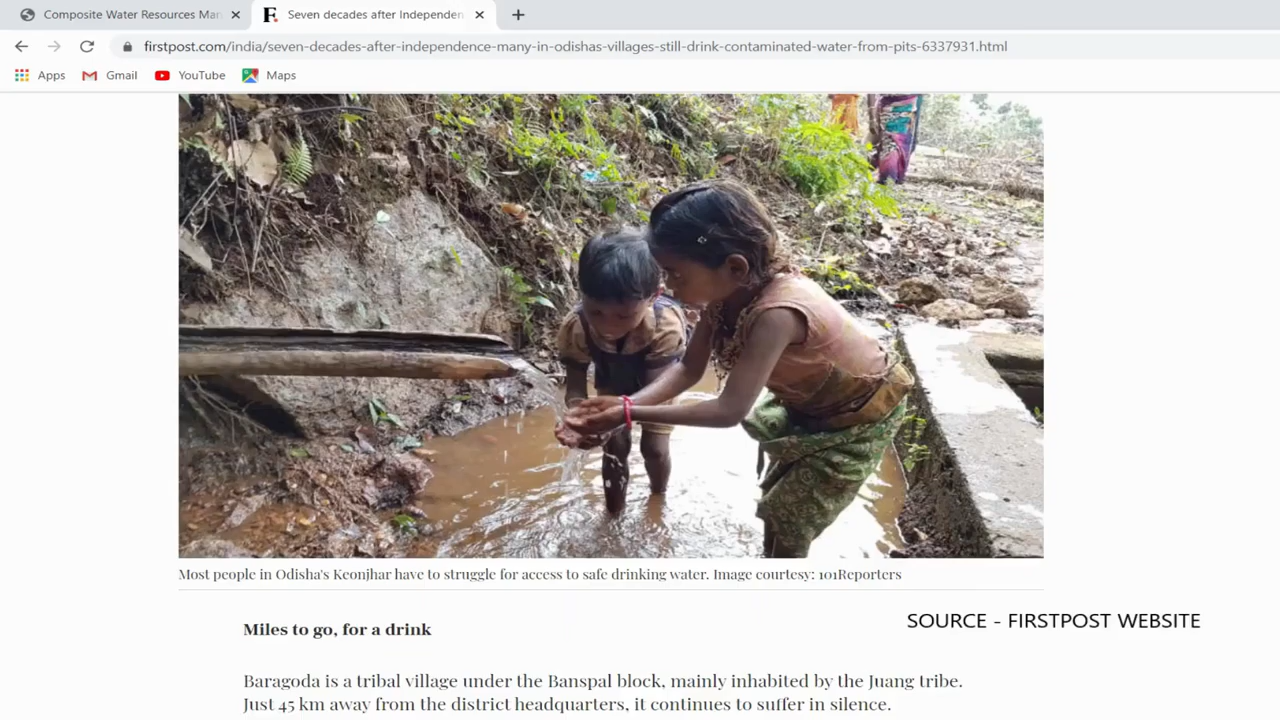 Composite Water Resources Man
Seven decades after Independen
firstpost.com/india/seven-decades-after-independence-many-in-odishas-villages-still-drink-contaminated-water-from-pits-6337931.html
Apps
Gmail
YouTube
Maps
Most people in Odisha's Keonjhar have to struggle for access to safe drinking water. Image courtesy: 101Reporters
SOURCE - FIRSTPOST WEBSITE
Miles to go, for a drink
Baragoda is a tribal village under the Banspal block, mainly inhabited by the Juang tribe.
Just 45 km away from the district headquarters, it continues to suffer in silence.